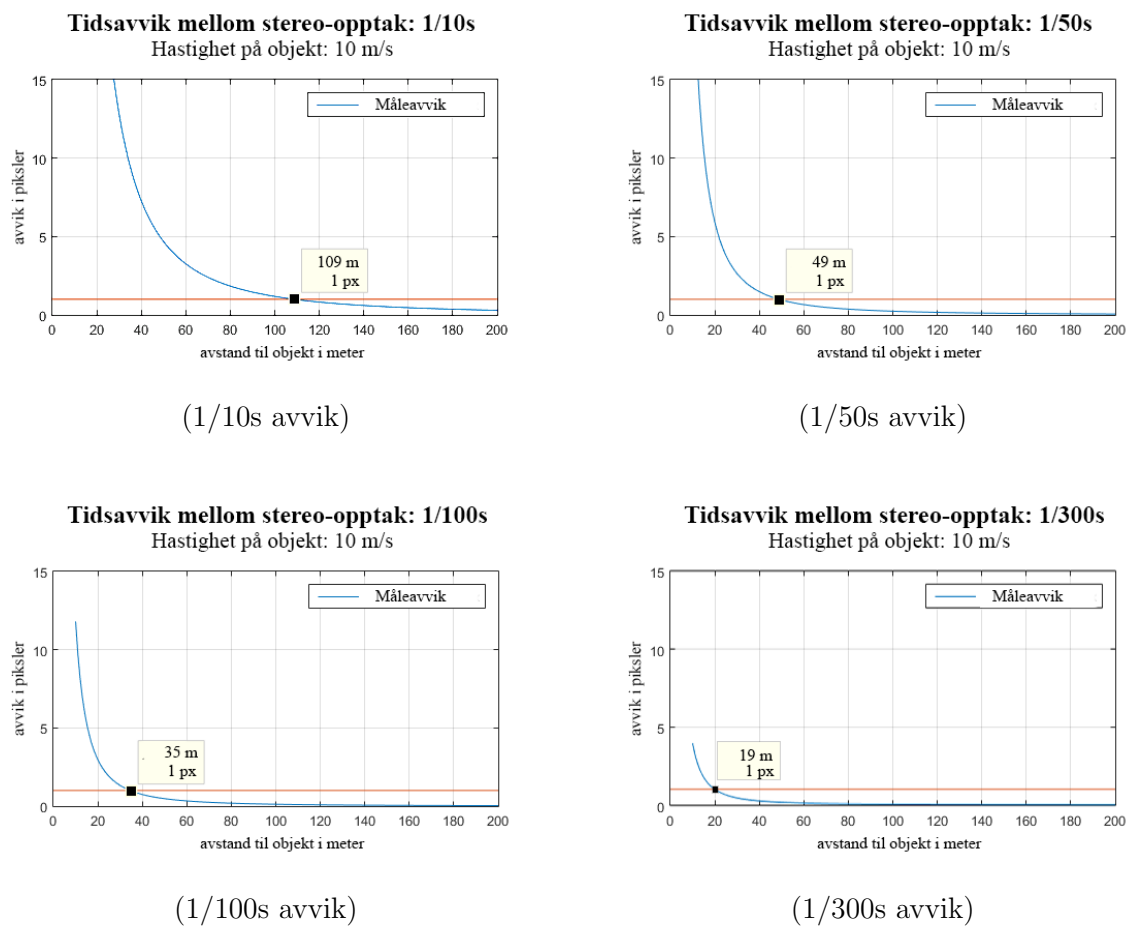 Tidsavvik mellom stereo-opptak: 1/10s
Hastighet på objekt: 10 m/s
15
10
5
0
avvik i piksler
Måleavvik
109 m
1 px
0 20 40 60 80 100 120 140 160 180 200
avstand til objekt i meter
(1/10s avvik)
Tidsavvik mellom stereo-opptak: 1/50s
Hastighet på objekt: 10 m/s
15
10
5
0
avvik i piksler
Måleavvik
49 m
1 px
0 20 40 60 80 100 120 140 160 180 200
avstand til objekt i meter
(1/50s avvik)
Tidsavvik mellom stereo-opptak: 1/100s
Hastighet på objekt: 10 m/s
15
10
5
0
avvik i piksler
Måleavvik
35 m
1 px
0 20 40 60 80 100 120 140 160 180 200
avstand til objekt i meter
(1/100s avvik)
Tidsavvik mellom stereo-opptak: 1/300s
Hastighet på objekt: 10 m/s
15
10
5
0
avvik i piksler
Måleavvik
19 m
1 px
0 20 40 60 80 100 120 140 160 180 200
avstand til objekt i meter
(1/300s avvik)